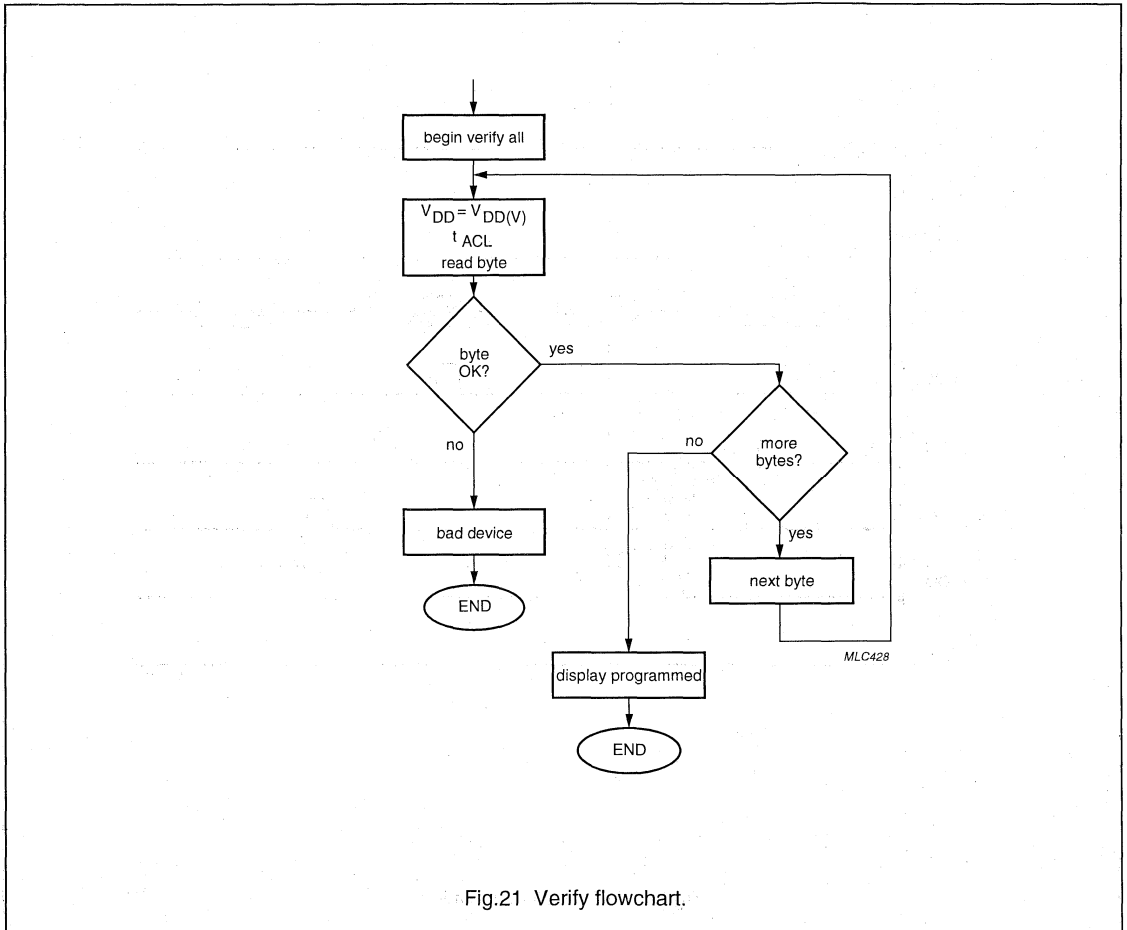 begin verify all
VDD = VDD(V)
tACL
read byte
byte
OK?
yes
no
more
bytes?
no
yes
bad device
next byte
END
MLC428
display programmed
END
Fig.21 Verify flowchart.